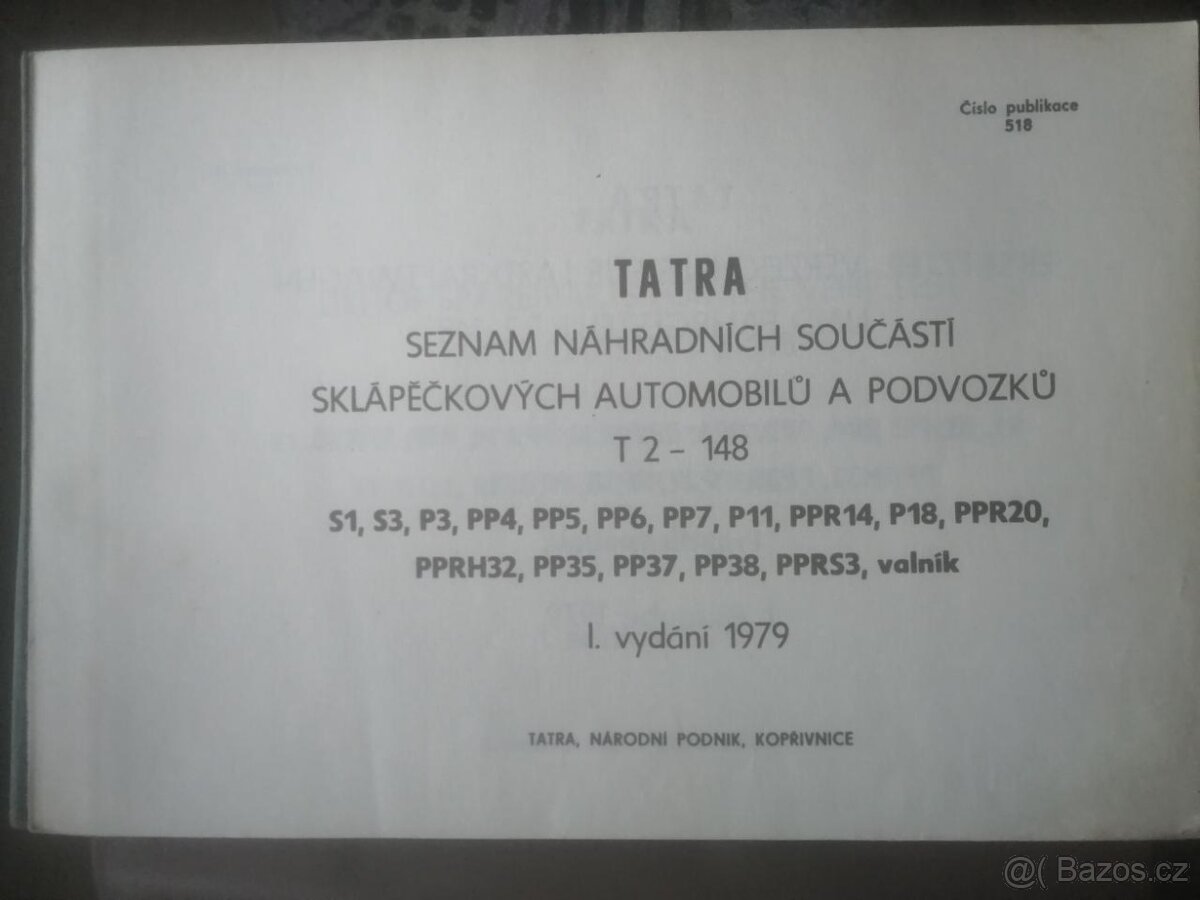 Číslo publikace
518
TATRA
SEZNAM NÁHRADNÍCH SOUČÁSTÍ
SKLÁPĚČKOVÝCH AUTOMOBILŮ A PODVOZKŮ
T 2 – 148
S1, S3, P3, PP4, PP5, PP6, PP7, P11, PPR14, P18, PPR20,
PPRH32, PP35, PP37, PP38, PPRS3, valník
I. vydání 1979
TATRA, NÁRODNÍ PODNIK, KOPŘIVNICE
@( Bazos.cz